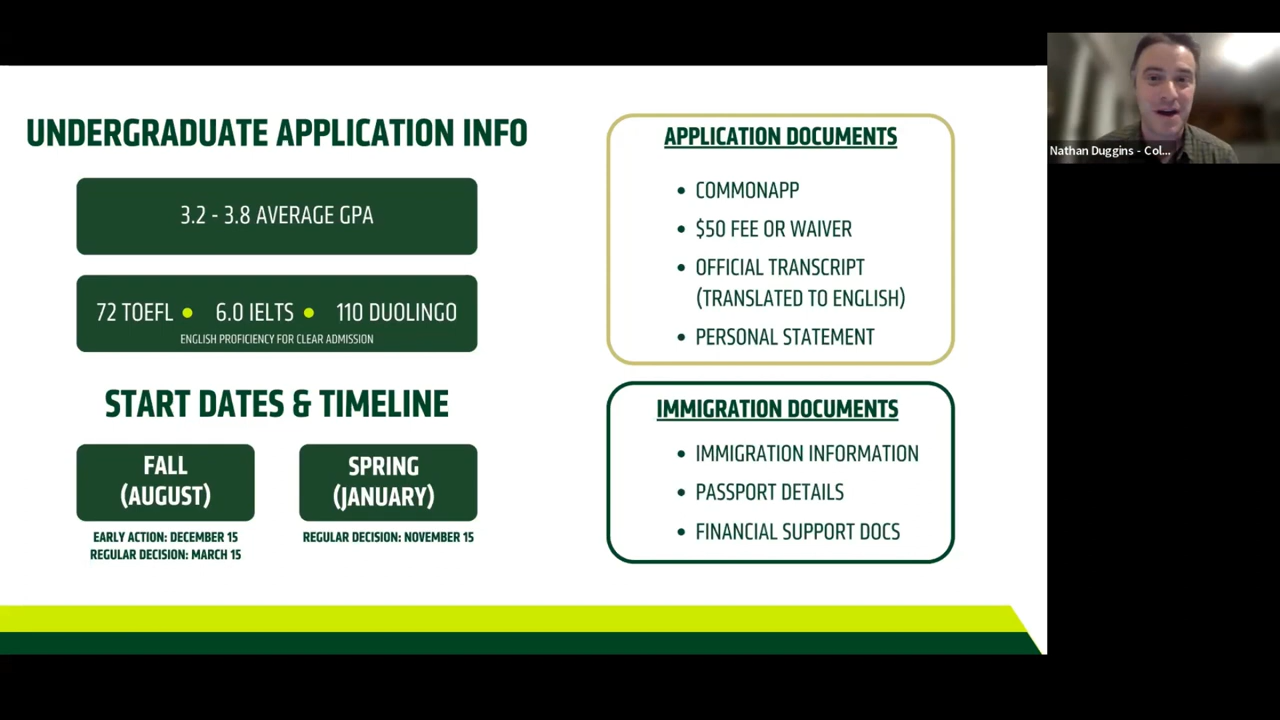 UNDERGRADUATE APPLICATION INFO
3.2 - 3.8 AVERAGE GPA
72 TOEFL • 6.0 IELTS • 110 DUOLINGO
ENGLISH PROFICIENCY FOR CLEAR ADMISSION
START DATES & TIMELINE
FALL
(AUGUST)
EARLY ACTION: DECEMBER 15
REGULAR DECISION: MARCH 15
SPRING
(JANUARY)
REGULAR DECISION: NOVEMBER 15
APPLICATION DOCUMENTS
• COMMONAPP
• $50 FEE OR WAIVER
• OFFICIAL TRANSCRIPT
(TRANSLATED TO ENGLISH)
• PERSONAL STATEMENT
IMMIGRATION DOCUMENTS
• IMMIGRATION INFORMATION
• PASSPORT DETAILS
• FINANCIAL SUPPORT DOCS
Nathan Duggins - Col...